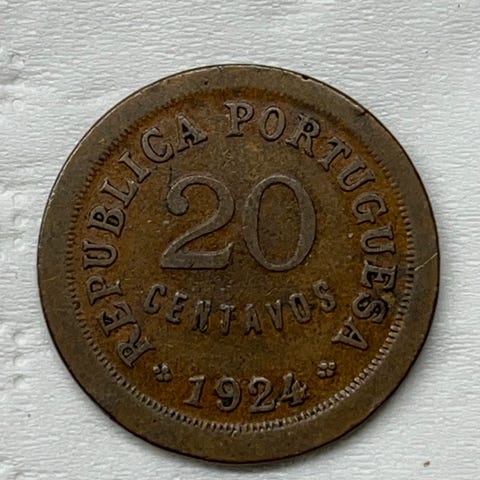 REPUBLICA PORTUGUESA
20
CENTAVOS
1924